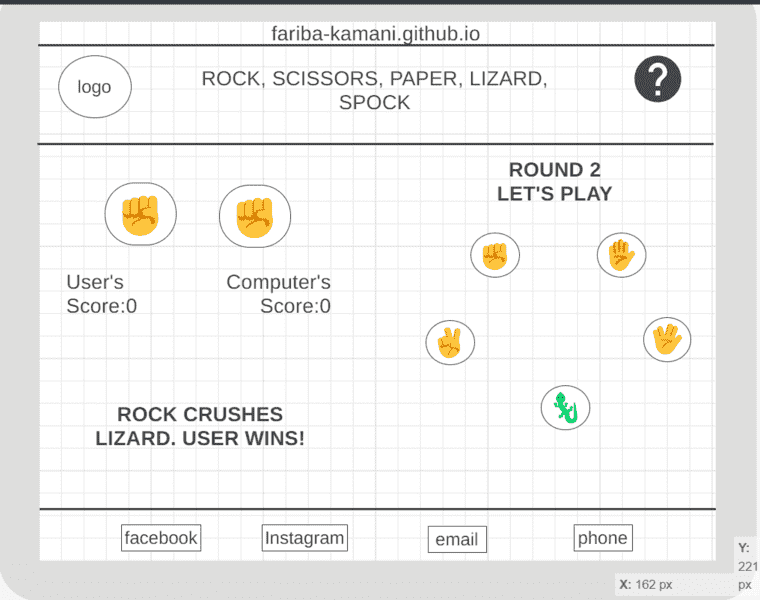 fariba-kamani.github.io
logo
ROCK, SCISSORS, PAPER, LIZARD,
SPOCK
?
ROUND 2
LET'S PLAY
User's
Score:0
Computer's
Score:0
ROCK CRUSHES
LIZARD. USER WINS!
facebook
Instagram
email
phone
X: 162 px
Y:
221
px